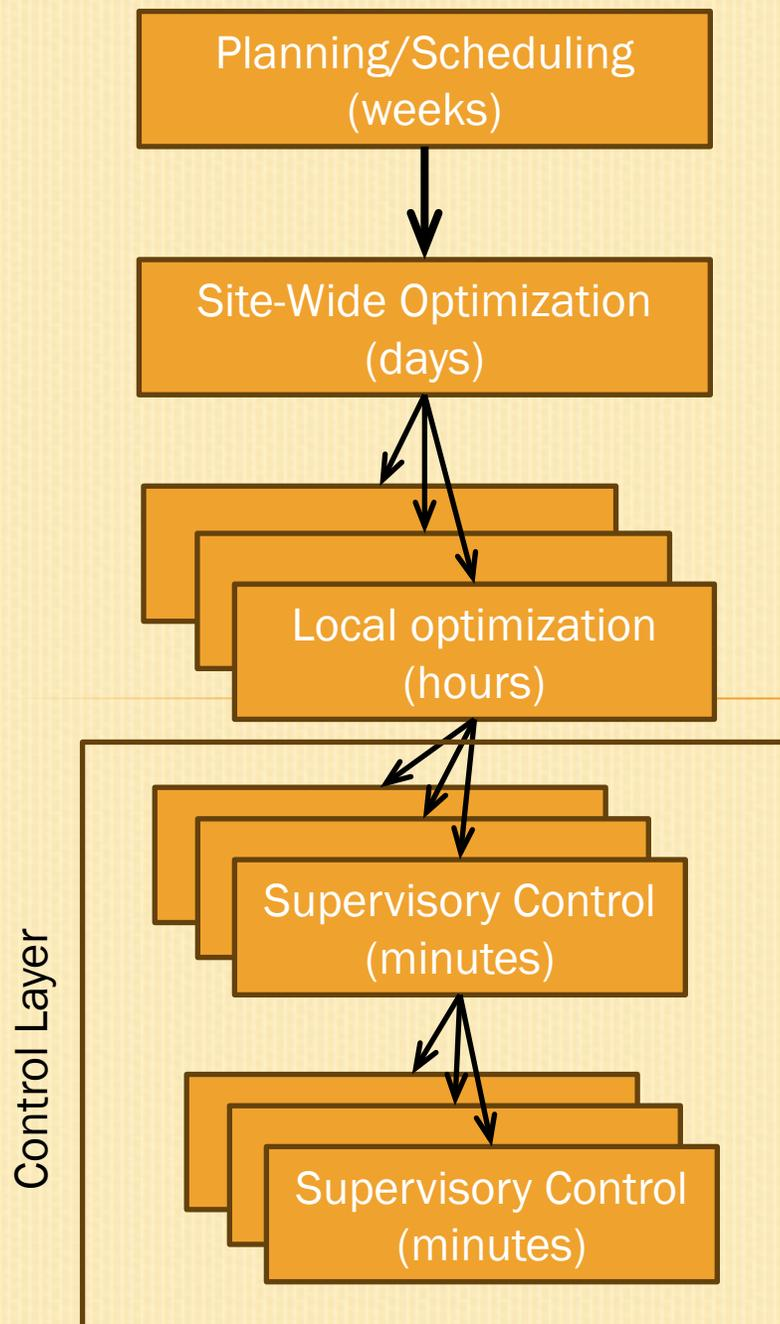 Planning/Scheduling
(weeks)
Site-Wide Optimization
(days)
Local optimization
(hours)
Control Layer
Supervisory Control
(minutes)
Supervisory Control
(minutes)